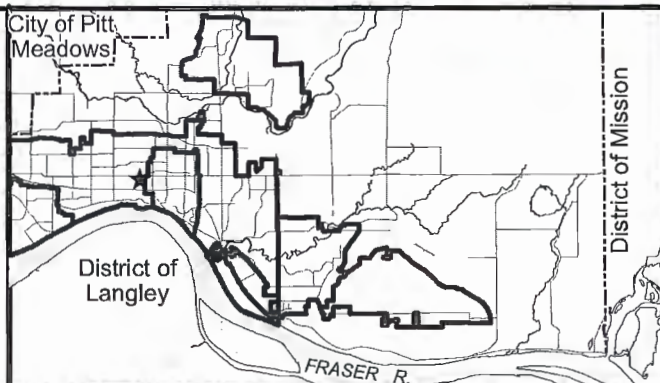 City of Pitt
Meadows
District of Mission
District of
Langley
FRASER R.